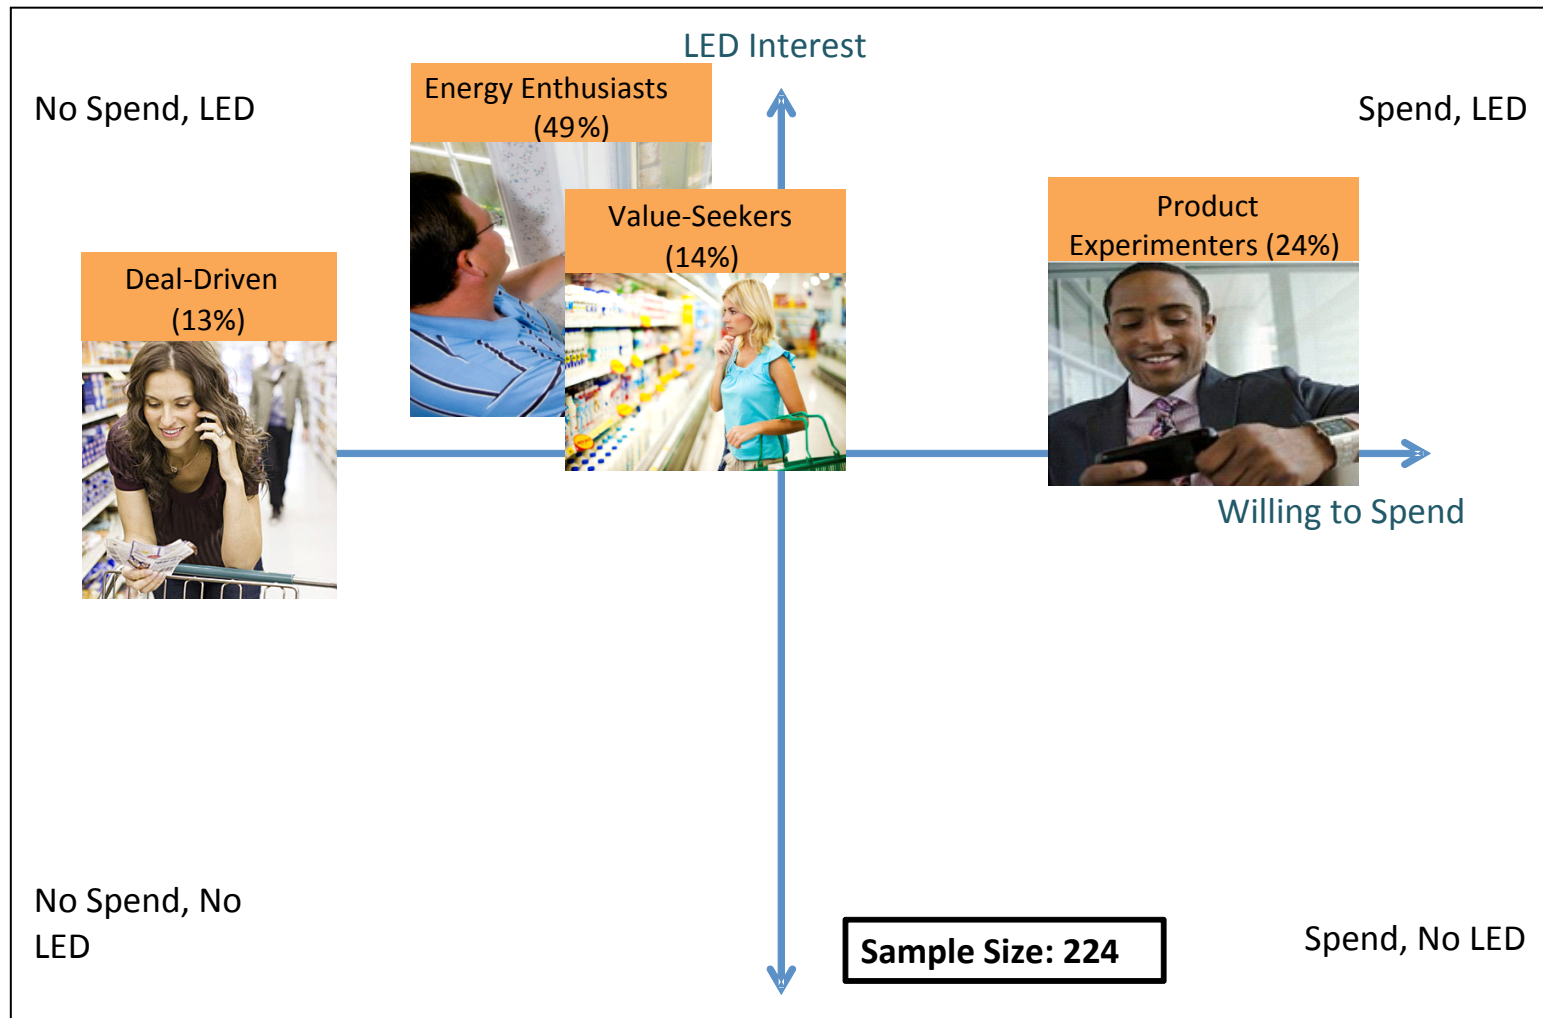 LED Interest
No Spend, LED
Energy Enthusiasts
(49%)
Spend, LED
Value-Seekers
(14%)
Product
Experimenters (24%)
Deal-Driven
(13%)
Willing to Spend
No Spend, No
LED
Sample Size: 224
Spend, No LED